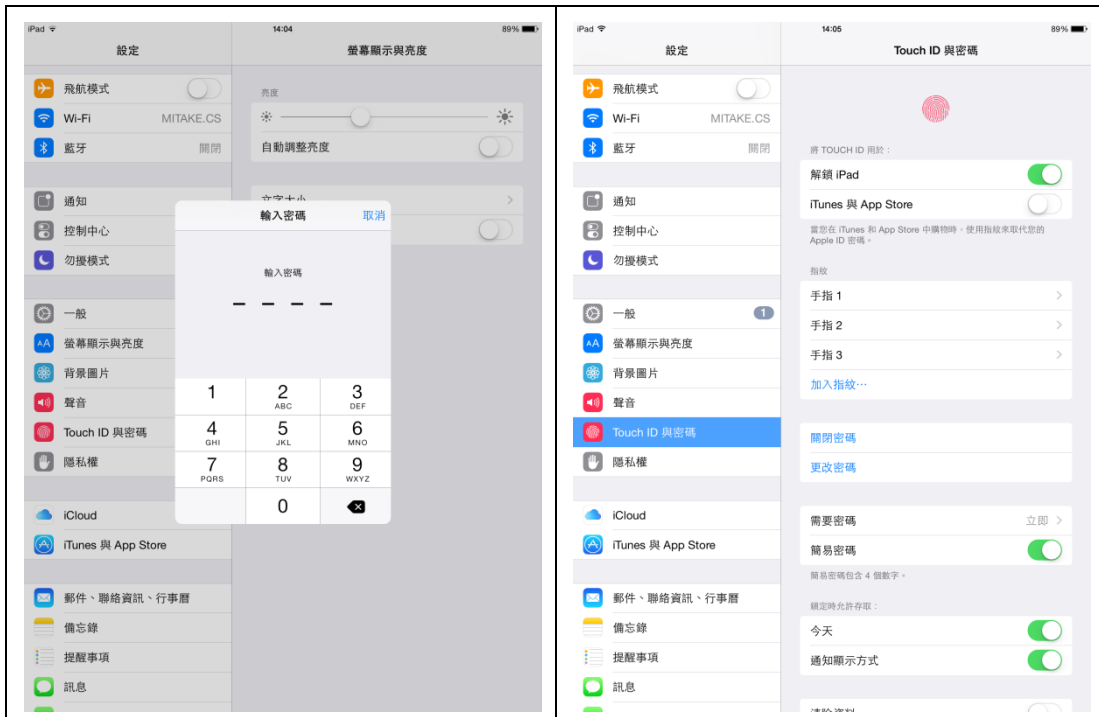 iPad 14:04 89%
設定 螢幕顯示與亮度
飛航模式
亮度
Wi-Fi MITAKE.CS
藍牙 關閉
自動調整亮度
通知
文字大小
控制中心
勿擾模式
輸入密碼 取消
輸入密碼
一般
AA 螢幕顯示與亮度
背景圖片
聲音
Touch ID 與密碼
隱私權
1 2 ABC 3 DEF
4 GHI 5 JKL 6 MNO
7 PQRS 8 TUV 9 WXYZ
0
iCloud
iTunes 與 App Store
郵件、聯絡資訊、行事曆
備忘錄
提醒事項
訊息
iPad 14:05 89%
設定 Touch ID 與密碼
飛航模式
Wi-Fi MITAKE.CS
藍牙 關閉
通知
控制中心
勿擾模式
一般 1
AA 螢幕顯示與亮度
背景圖片
聲音
Touch ID 與密碼
隱私權
iCloud
iTunes 與 App Store
郵件、聯絡資訊、行事曆
備忘錄
提醒事項
訊息
將 TOUCH ID 用於：
解鎖 iPad
iTunes 與 App Store
當您在 iTunes 和 App Store 中購物時，使用指紋來取代您的
Apple ID 密碼。
指紋
手指 1
手指 2
手指 3
加入指紋⋯
關閉密碼
更改密碼
需要密碼 立即
簡易密碼
簡易密碼包含 4 個數字。
鎖定時允許存取：
今天
通知顯示方式